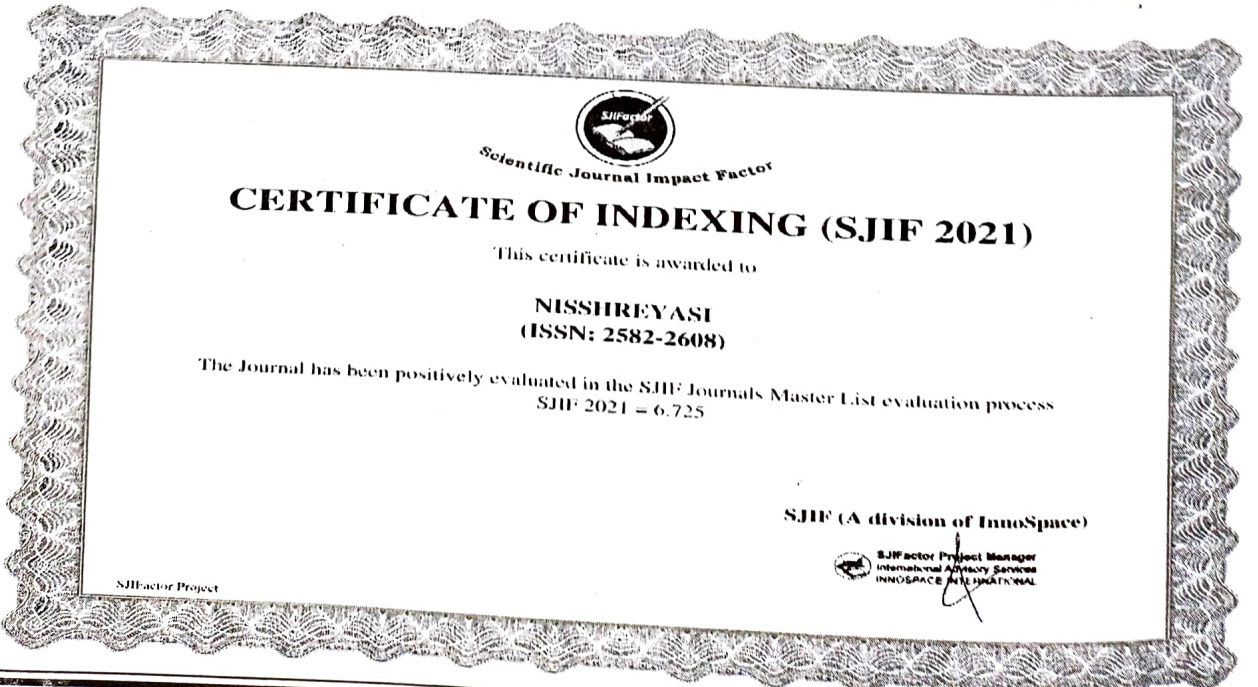 SJIFactor
Scientific Journal Impact Factor
CERTIFICATE OF INDEXING (SJIF 2021)
This certificate is awarded to
NISSHREYASI
(ISSN: 2582-2608)
The Journal has been positively evaluated in the SJIF Journals Master List evaluation process
SJIF 2021 = 6.725
SJIF (A division of InnoSpace)
SJIFactor Project Manager
International Advisory Services
INNOSPACE INTERNATIONAL
SJIFactor Project